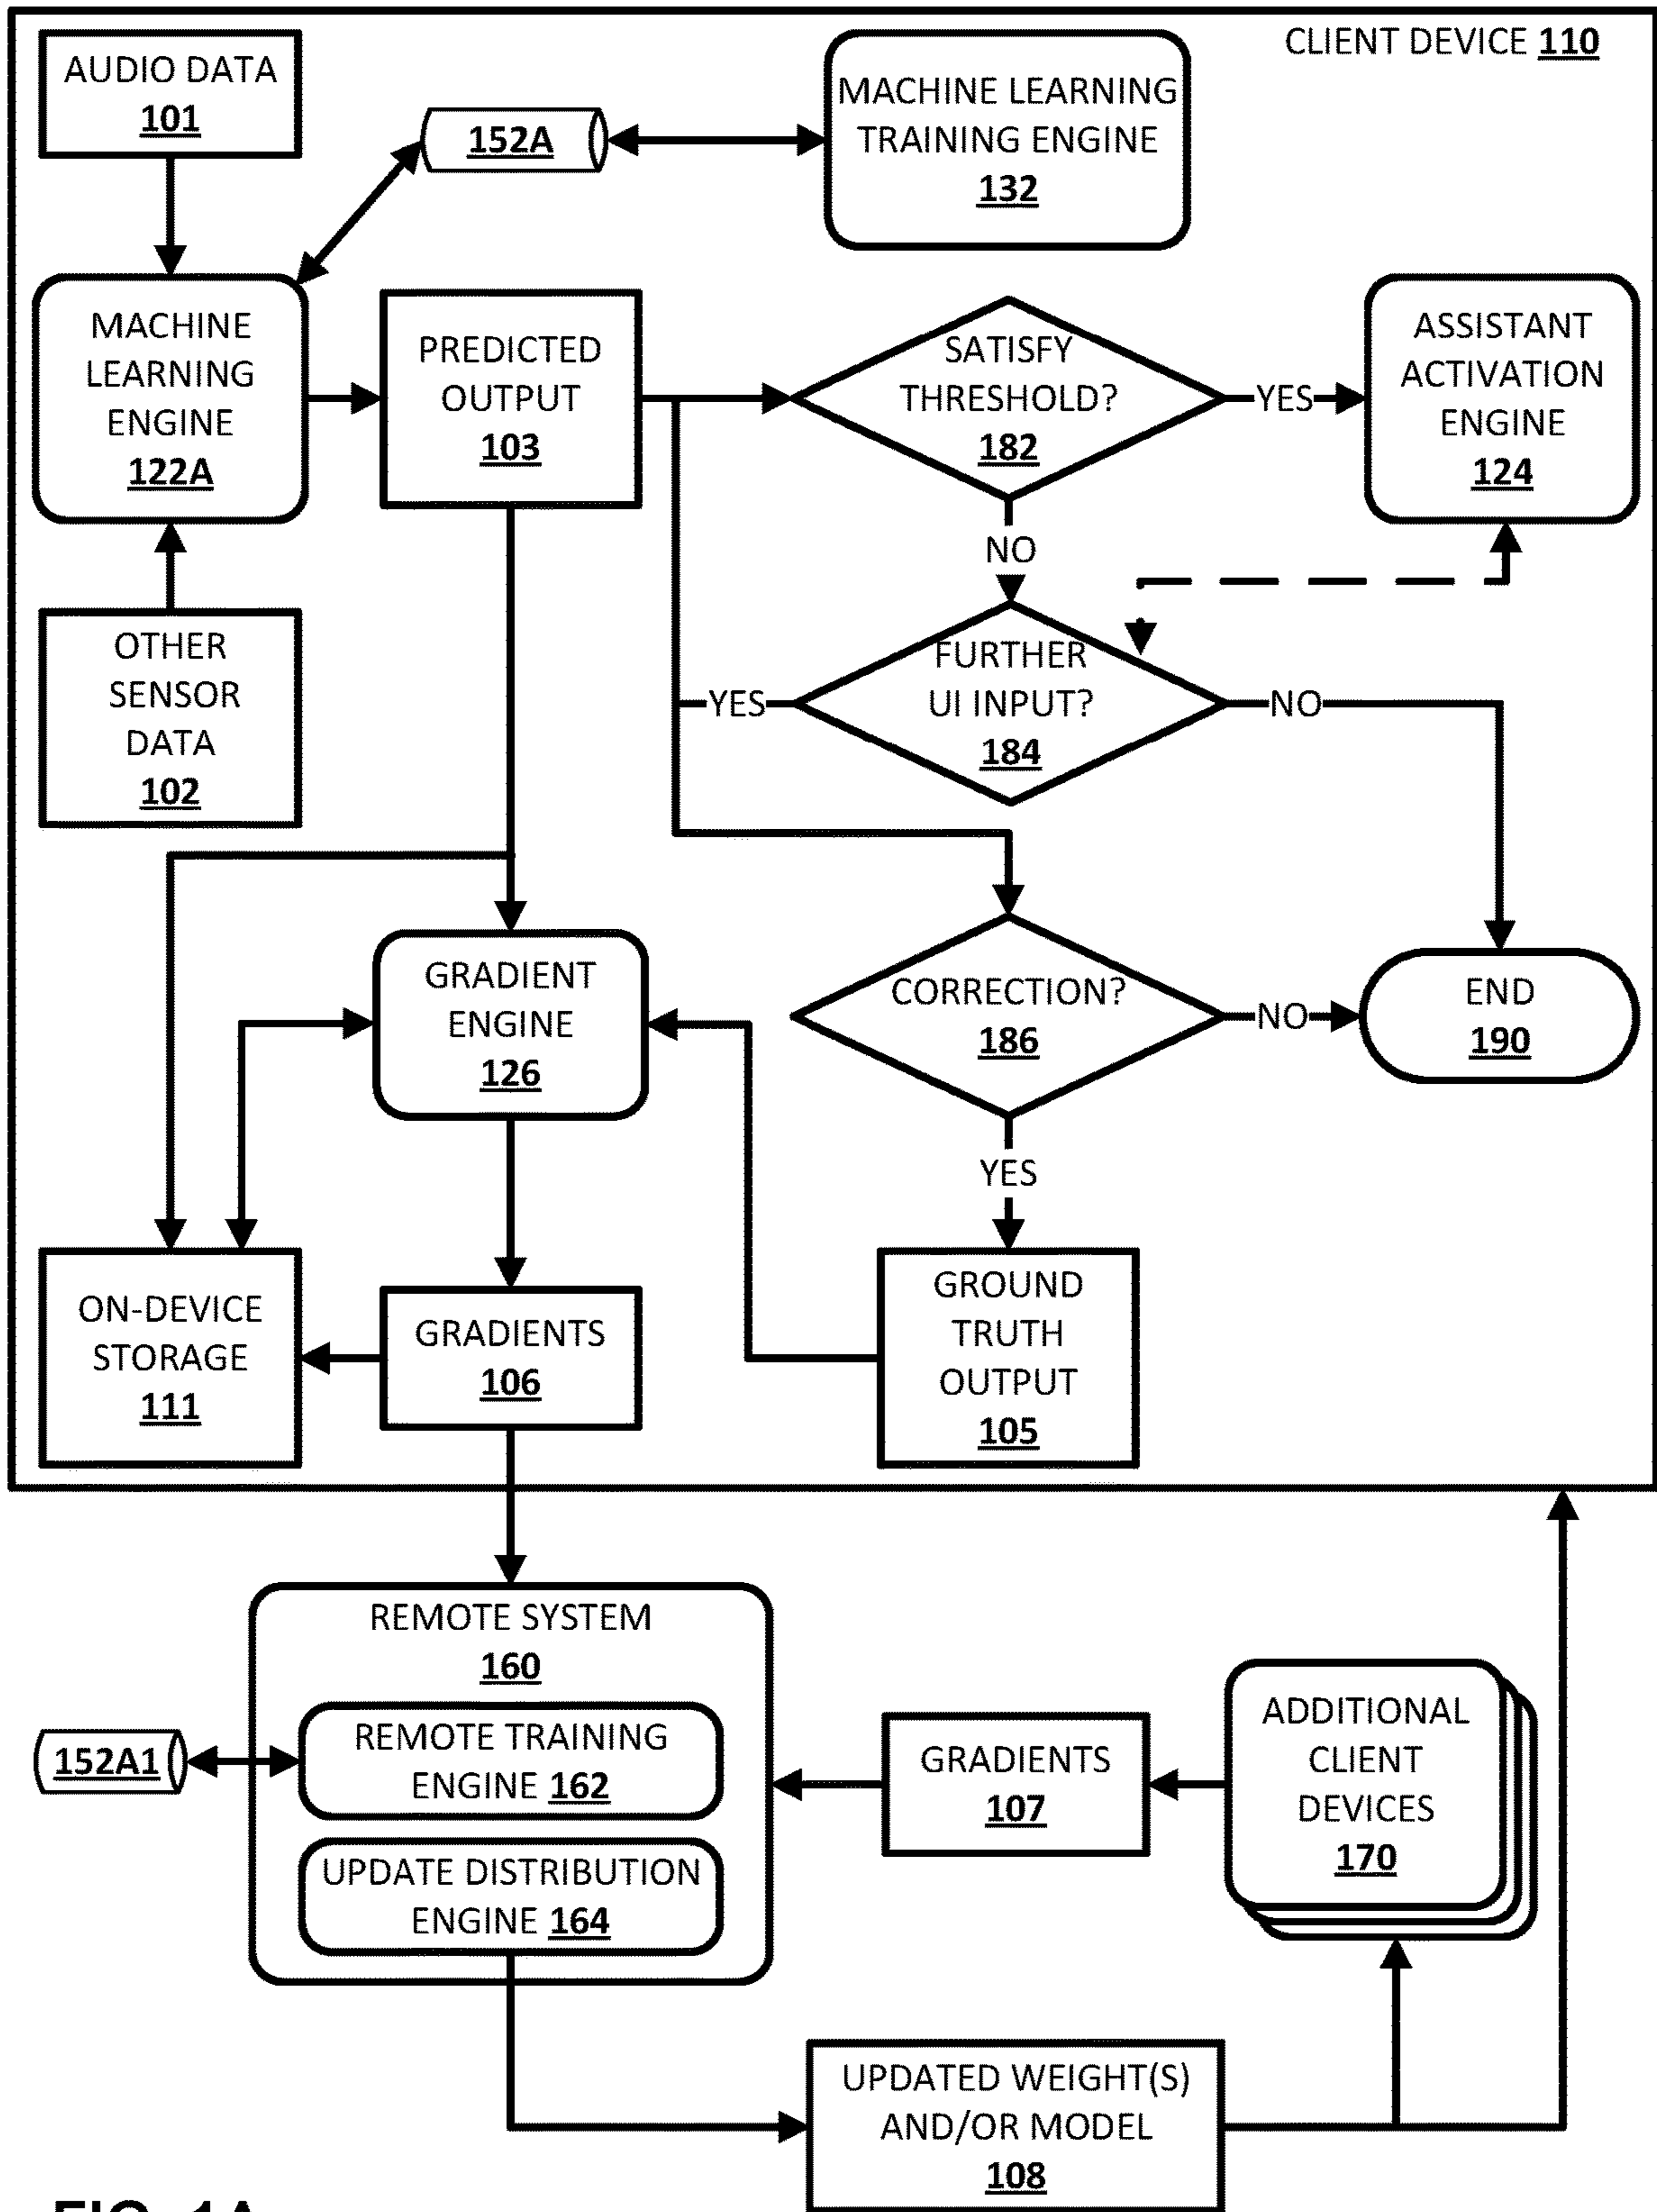 CLIENT DEVICE 110
AUDIO DATA
101
152A
MACHINE LEARNING
TRAINING ENGINE
132
MACHINE
LEARNING
ENGINE
122A
PREDICTED
OUTPUT
103
SATISFY
THRESHOLD?
182
YES
ASSISTANT
ACTIVATION
ENGINE
124
NO
OTHER
SENSOR
DATA
102
YES
FURTHER
UI INPUT?
184
NO
GRADIENT
ENGINE
126
CORRECTION?
186
NO
END
190
YES
ON-DEVICE
STORAGE
111
GRADIENTS
106
GROUND
TRUTH
OUTPUT
105
REMOTE SYSTEM
160
152A1
REMOTE TRAINING
ENGINE 162
UPDATE DISTRIBUTION
ENGINE 164
GRADIENTS
107
ADDITIONAL
CLIENT
DEVICES
170
UPDATED WEIGHT(S)
AND/OR MODEL
108
FIG. 1A